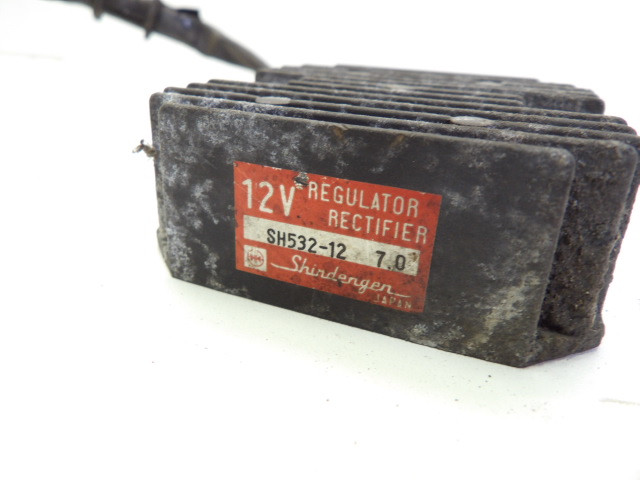 12V REGULATOR
RECTIFIER
SH532-12 7.0
Shindengen
JAPAN